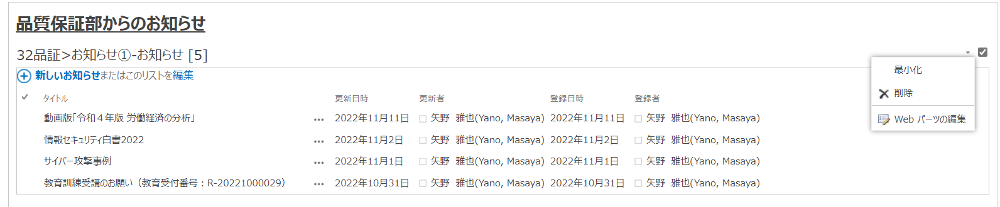 品質保証部からのお知らせ
32品証>お知らせ①-お知らせ [5]
新しいお知らせまたはこのリストを編集
最小化
削除
Web パーツの編集
タイトル 更新日時 更新者 登録日時 登録者
動画版「令和４年版 労働経済の分析」 ••• 2022年11月11日 矢野 雅也(Yano, Masaya) 2022年11月11日 矢野 雅也(Yano, Masaya)
情報セキュリティ白書2022 ••• 2022年11月2日 矢野 雅也(Yano, Masaya) 2022年11月2日 矢野 雅也(Yano, Masaya)
サイバー攻撃事例 ••• 2022年11月1日 矢野 雅也(Yano, Masaya) 2022年11月1日 矢野 雅也(Yano, Masaya)
教育訓練受講のお願い（教育受付番号：R-20221000029） ••• 2022年10月31日 矢野 雅也(Yano, Masaya) 2022年10月31日 矢野 雅也(Yano, Masaya)